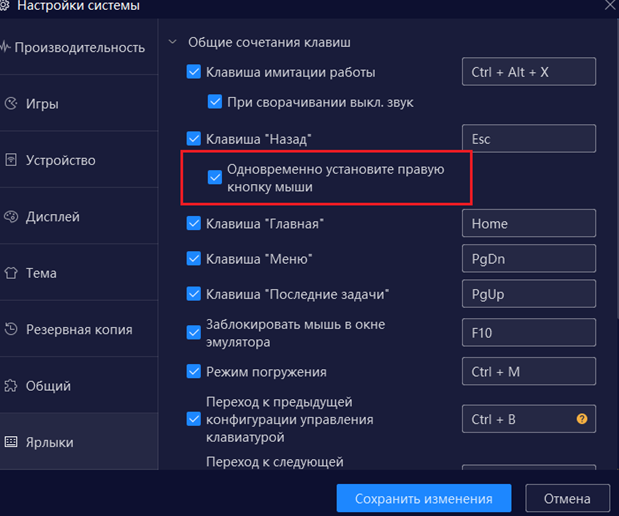 Настройки системы
Производительность
Игры
Устройство
Дисплей
Тема
Резервная копия
Общий
Ярлыки
Общие сочетания клавиш
Клавиша имитации работы
Ctrl + Alt + X
При сворачивании выкл. звук
Клавиша "Назад"
Esc
Одновременно установите правую
кнопку мыши
Клавиша "Главная"
Home
Клавиша "Меню"
PgDn
Клавиша "Последние задачи"
PgUp
Заблокировать мышь в окне
эмулятора
F10
Режим погружения
Ctrl + M
Переход к предыдущей
конфигурации управления
клавиатурой
Ctrl + B
?
Переход к следующей
Сохранить изменения
Отмена